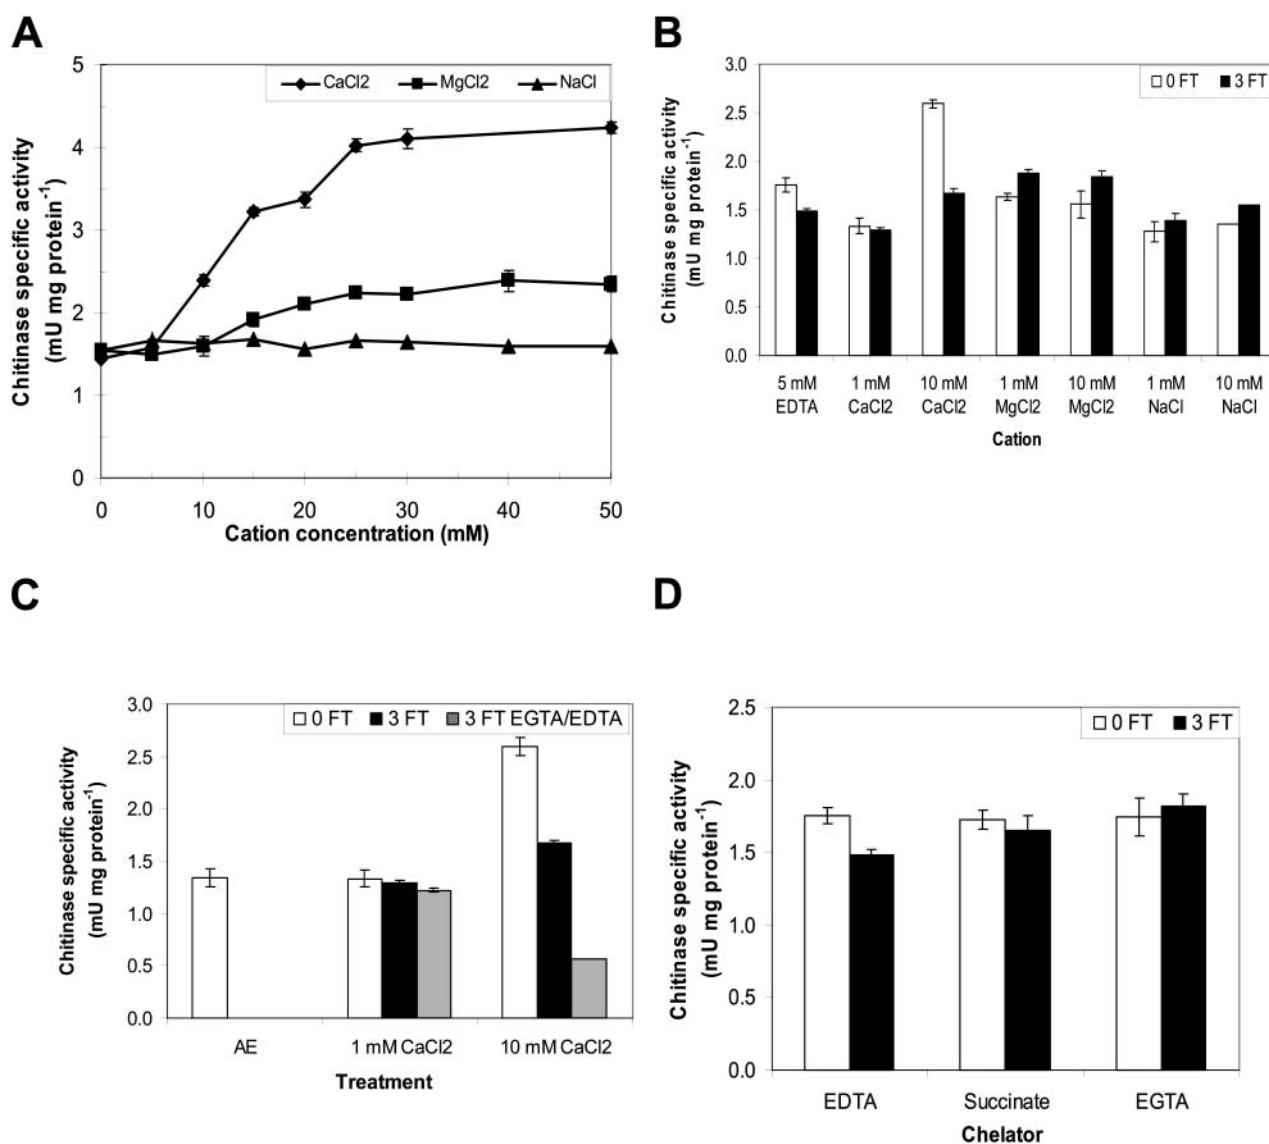 A
CaCl2 MgCl2 NaCl
Chitinase specific activity
(mU mg protein-1)
5
4
3
2
1
0
0 10 20 30 40 50
Cation concentration (mM)
B
0 FT 3 FT
Chitinase specific activity
(mU mg protein-1)
3.0
2.5
2.0
1.5
1.0
0.5
0.0
5 mM 1 mM 10 mM 1 mM 10 mM 1 mM 10 mM
EDTA CaCl2 CaCl2 MgCl2 MgCl2 NaCl NaCl
Cation
C
0 FT 3 FT 3 FT EGTA/EDTA
Chitinase specific activity
(mU mg protein-1)
3.0
2.5
2.0
1.5
1.0
0.5
0.0
AE 1 mM CaCl2 10 mM CaCl2
Treatment
D
0 FT 3 FT
Chitinase specific activity
(mU mg protein-1)
2.5
2.0
1.5
1.0
0.5
0.0
EDTA Succinate EGTA
Chelator